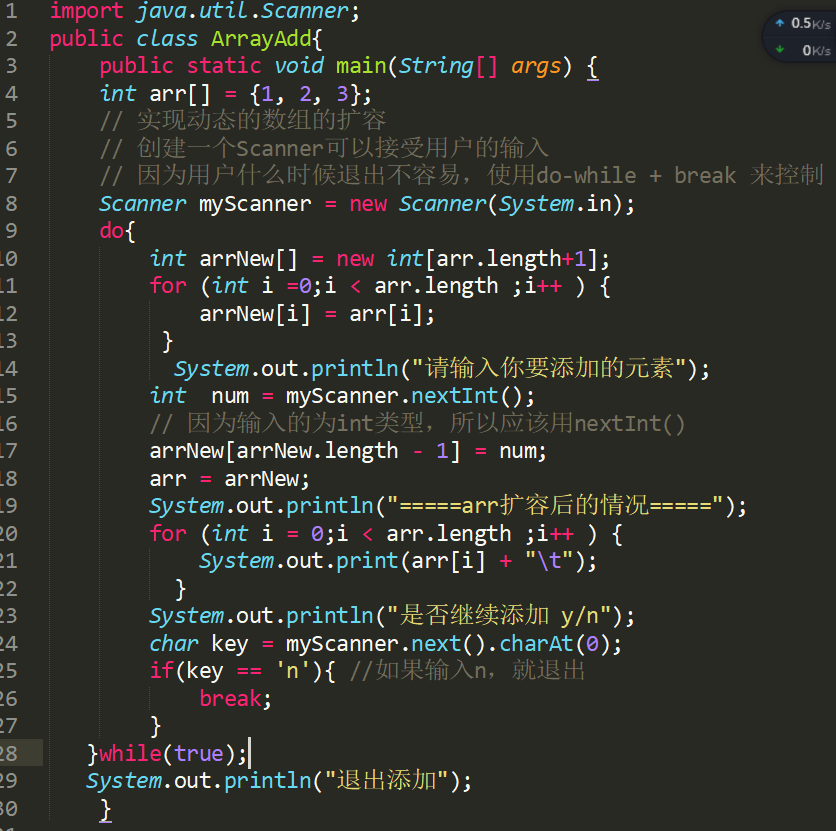 1 import java.util.Scanner;
2 public class ArrayAdd{
3 public static void main(String[] args) {
4 int arr[] = {1, 2, 3};
5 // 实现动态的数组的扩容
6 // 创建一个Scanner可以接受用户的输入
7 // 因为用户什么时候退出不容易，使用do-while + break 来控制
8 Scanner myScanner = new Scanner(System.in);
9 do{
10 int arrNew[] = new int[arr.length+1];
11 for (int i =0;i < arr.length ;i++ ) {
12 arrNew[i] = arr[i];
13 }
14 System.out.println("请输入你要添加的元素");
15 int  num = myScanner.nextInt();
16 // 因为输入的为int类型，所以应该用nextInt()
17 arrNew[arrNew.length - 1] = num;
18 arr = arrNew;
19 System.out.println("=====arr扩容后的情况=====");
20 for (int i = 0;i < arr.length ;i++ ) {
21 System.out.print(arr[i] + "\t");
22 }
23 System.out.println("是否继续添加 y/n");
24 char key = myScanner.next().charAt(0);
25 if(key == 'n'){ //如果输入n，就退出
26 break;
27 }
28 }while(true);
29 System.out.println("退出添加");
30 }
0.5K/s
0K/s